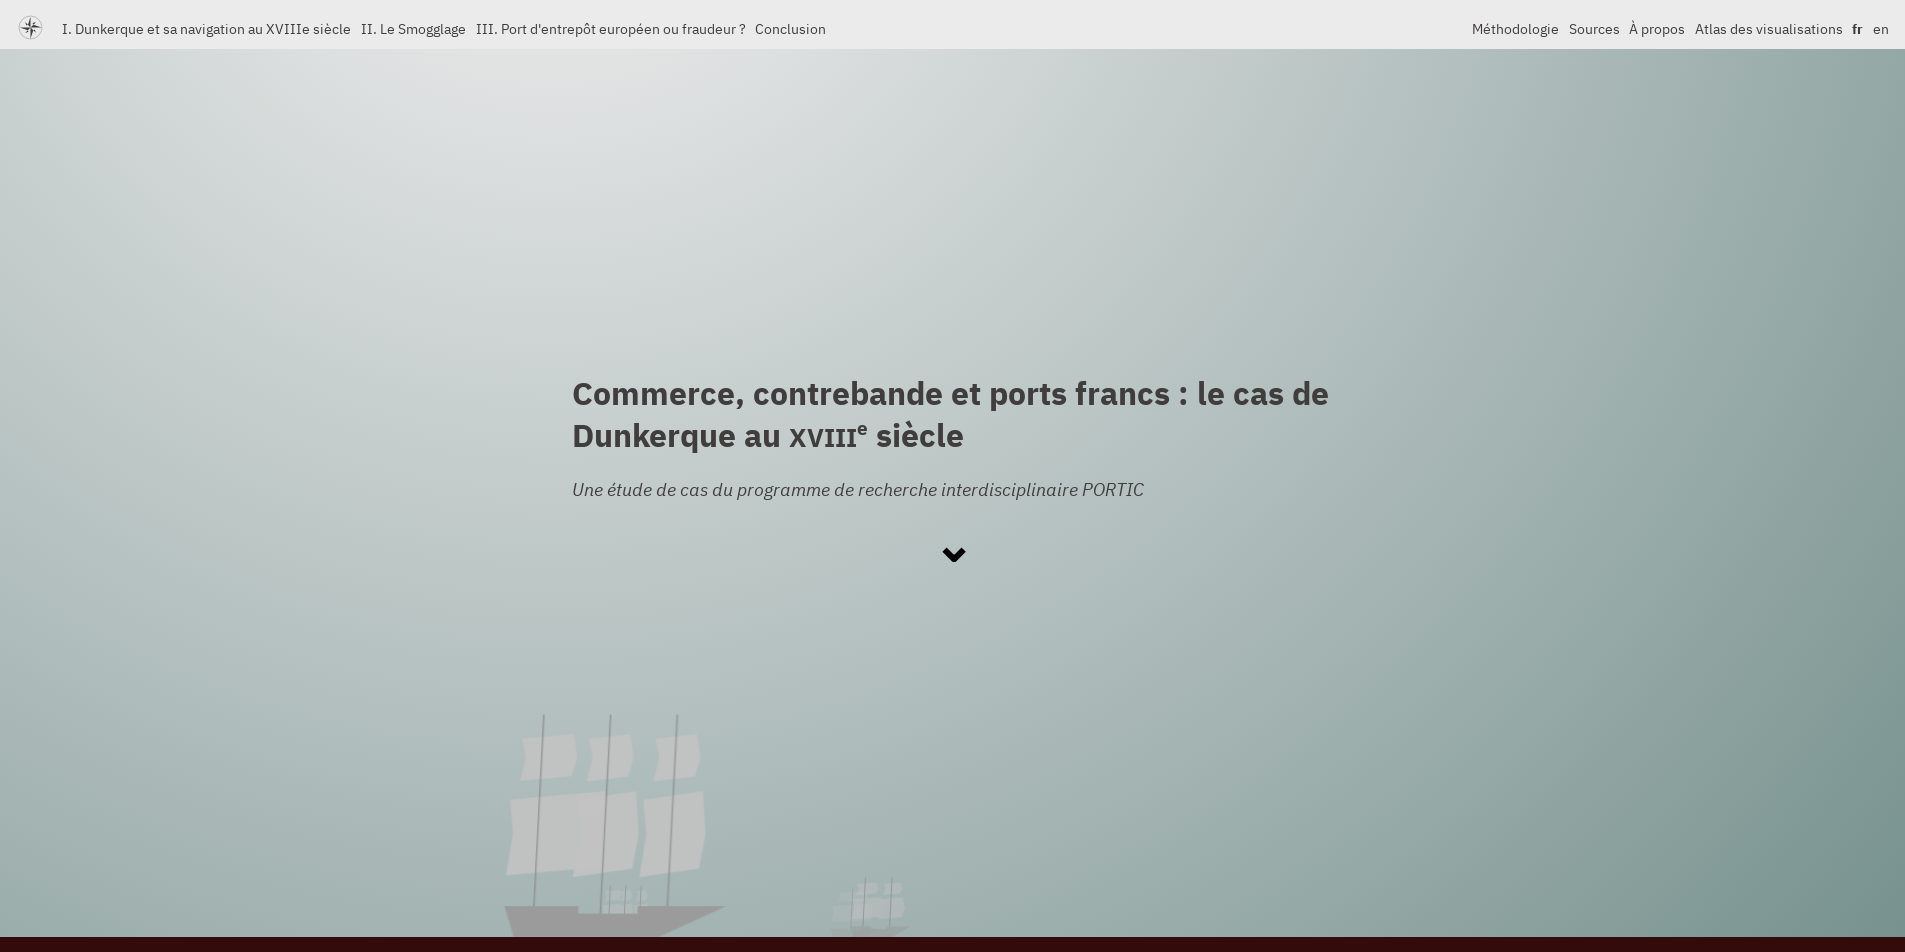 I. Dunkerque et sa navigation au XVIIIe siècle II. Le Smogglage III. Port d'entrepôt européen ou fraudeur ? Conclusion Méthodologie Sources À propos Atlas des visualisations fr en
Commerce, contrebande et ports francs : le cas de
Dunkerque au XVIIIe siècle
Une étude de cas du programme de recherche interdisciplinaire PORTIC